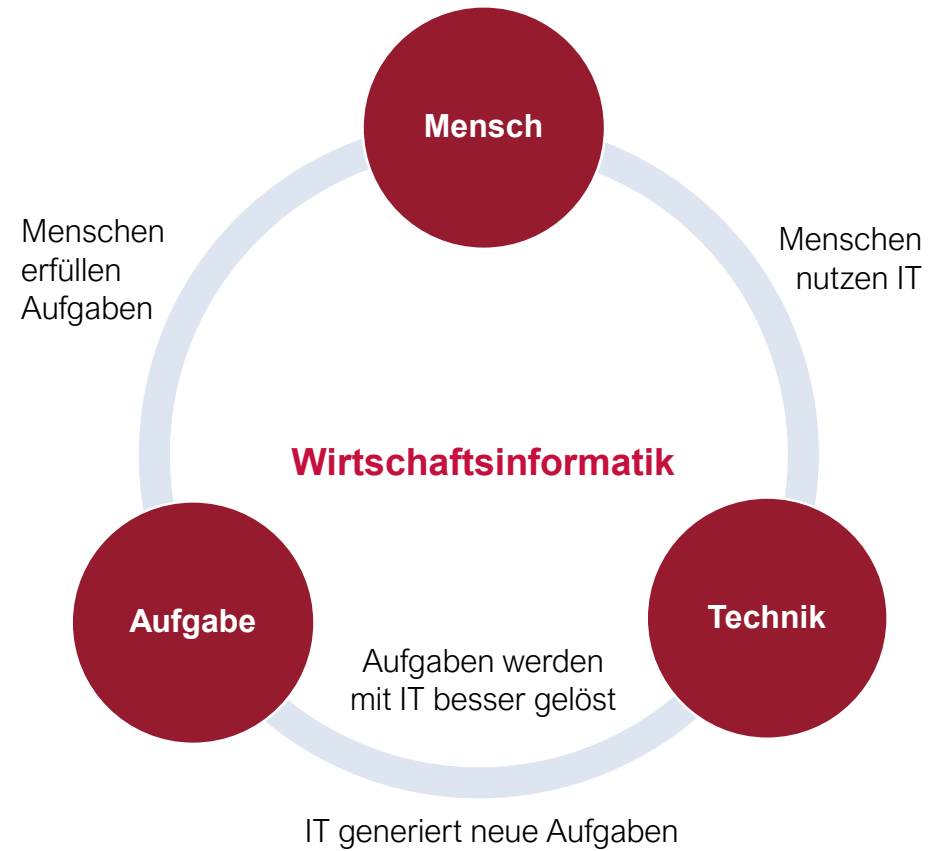 Mensch
Menschen
erfüllen
Aufgaben
Menschen
nutzen IT
Wirtschaftsinformatik
Aufgabe
Technik
Aufgaben werden
mit IT besser gelöst
IT generiert neue Aufgaben